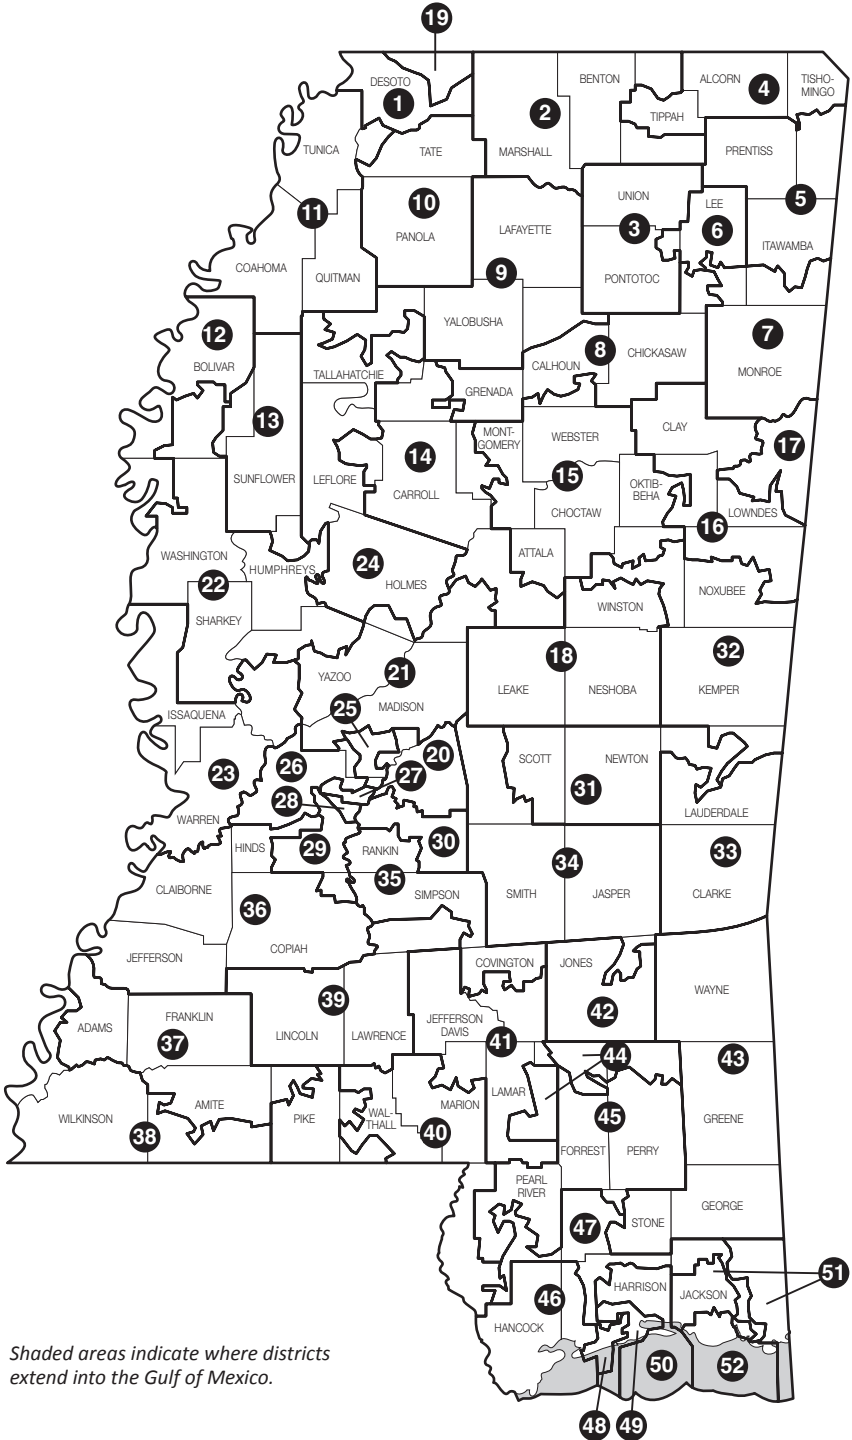 19
DESOTO
1
BENTON
ALCORN
4
TISHO-
MINGO
2
TIPPAH
TUNICA
TATE
MARSHALL
PRENTISS
10
UNION
LEE
5
11
PANOLA
LAFAYETTE
3
6
ITAWAMBA
COAHOMA
QUITMAN
9
PONTOTOC
12
YALOBUSHA
7
BOLIVAR
TALLAHATCHIE
CALHOUN
8
CHICKASAW
MONROE
GRENADA
13
MONT-
GOMERY
WEBSTER
CLAY
17
SUNFLOWER
LEFLORE
14
CARROLL
15
OKTIB-
BEHA
CHOCTAW
LOWNDES
16
WASHINGTON
HUMPHREYS
24
HOLMES
ATTALA
22
SHARKEY
WINSTON
NOXUBEE
YAZOO
21
18
32
LEAKE
NESHOBA
KEMPER
ISSAQUENA
25
MADISON
23
26
20
SCOTT
NEWTON
27
28
31
LAUDERDALE
WARREN
HINDS
29
RANKIN
30
34
33
CLAIBORNE
35
SIMPSON
SMITH
JASPER
CLARKE
36
COPIAH
JEFFERSON
COVINGTON
JONES
WAYNE
ADAMS
FRANKLIN
37
39
LINCOLN
LAWRENCE
JEFFERSON
DAVIS
41
42
44
43
WILKINSON
AMITE
38
PIKE
WAL-
THALL
MARION
40
LAMAR
45
FORREST
PERRY
GREENE
PEARL
RIVER
47
STONE
GEORGE
51
46
HANCOCK
HARRISON
JACKSON
Shaded areas indicate where districts
extend into the Gulf of Mexico.
50
52
48
49